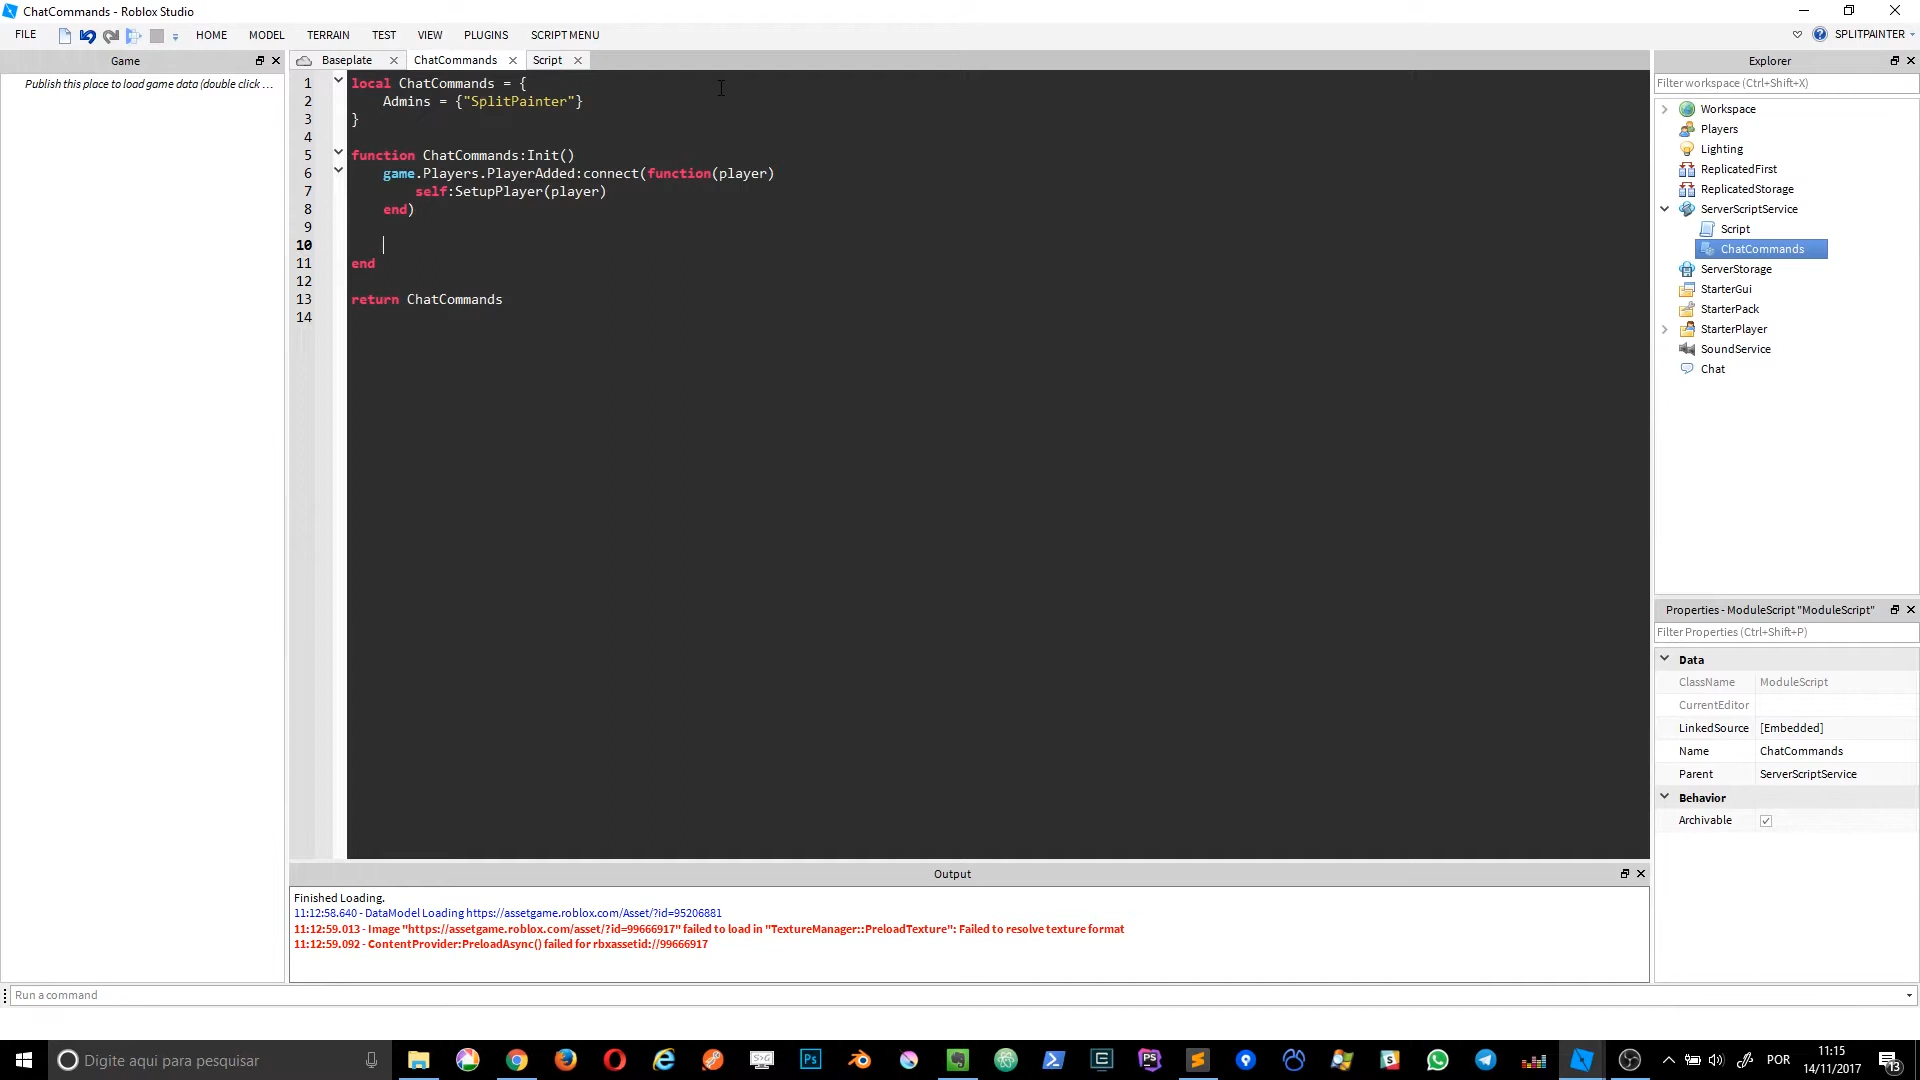 ChatCommands - Roblox Studio
FILE
HOME
MODEL
TERRAIN
TEST
VIEW
PLUGINS
SCRIPT MENU
SPLITPAINTER
Game
Publish this place to load game data (double click ...
Baseplate
ChatCommands
Script
1 local ChatCommands = {
2 Admins = {"SplitPainter"}
3 }
4
5 function ChatCommands:Init()
6 game.Players.PlayerAdded:connect(function(player)
7 self:SetupPlayer(player)
8 end)
9
10
11 end
12
13 return ChatCommands
14
Explorer
Filter workspace (Ctrl+Shift+X)
Workspace
Players
Lighting
ReplicatedFirst
ReplicatedStorage
ServerScriptService
Script
ChatCommands
ServerStorage
StarterGui
StarterPack
StarterPlayer
SoundService
Chat
Properties - ModuleScript "ModuleScript"
Filter Properties (Ctrl+Shift+P)
Data
ClassName ModuleScript
CurrentEditor
LinkedSource [Embedded]
Name ChatCommands
Parent ServerScriptService
Behavior
Archivable
Output
Finished Loading.
11:12:58.640 - DataModel Loading https://assetgame.roblox.com/Asset/?id=95206881
11:12:59.013 - Image "https://assetgame.roblox.com/asset/?id=99666917" failed to load in "TextureManager::PreloadTexture": Failed to resolve texture format
11:12:59.092 - ContentProvider:PreloadAsync() failed for rbxassetid://99666917
Run a command
Digite aqui para pesquisar
Ps
PS
POR
11:15
14/11/2017
13